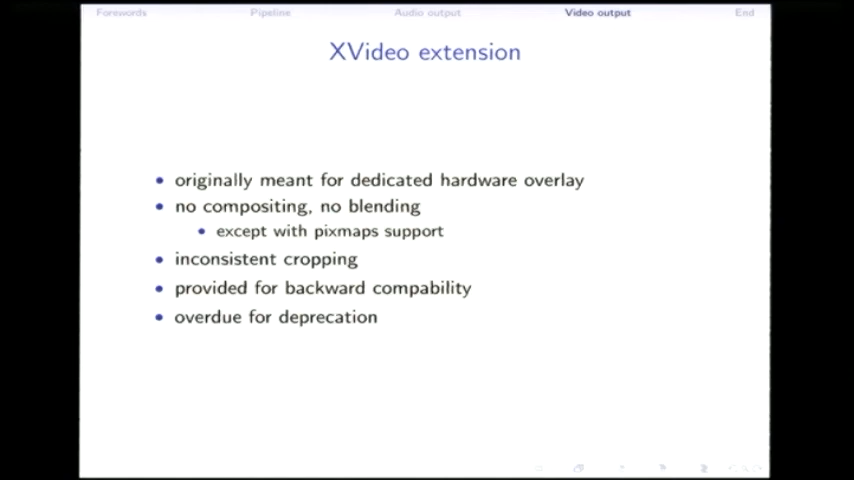 Forewords Pipeline Audio output Video output End
XVideo extension
• originally meant for dedicated hardware overlay
• no compositing, no blending
• except with pixmaps support
• inconsistent cropping
• provided for backward compability
• overdue for deprecation